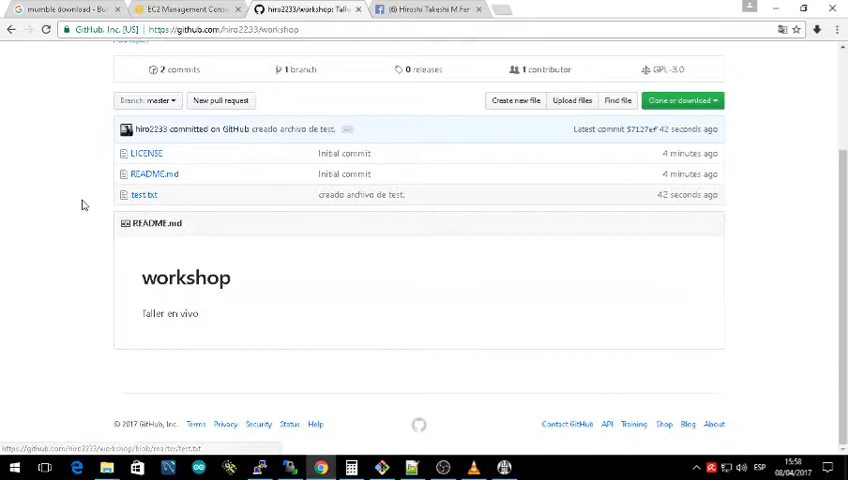 mumble download - Bu
EC2 Management Conso
hiro2233/workshop: Talle
(6) Hiroshi Takeshi M Fer
GitHub, Inc. [US]
https://github.com/hiro2233/workshop
2 commits
1 branch
0 releases
1 contributor
GPL-3.0
Branch: master
New pull request
Create new file
Upload files
Find file
Clone or download
hiro2233 committed on GitHub creado archivo de test.
Latest commit 57127ef 42 seconds ago
LICENSE Initial commit 4 minutes ago
README.md Initial commit 4 minutes ago
test.txt creado archivo de test. 42 seconds ago
README.md
workshop
Taller en vivo
© 2017 GitHub, Inc. Terms Privacy Security Status Help
Contact GitHub API Training Shop Blog About
https://github.com/hiro2233/workshop/blob/master/test.txt
ESP
15:58
08/04/2017